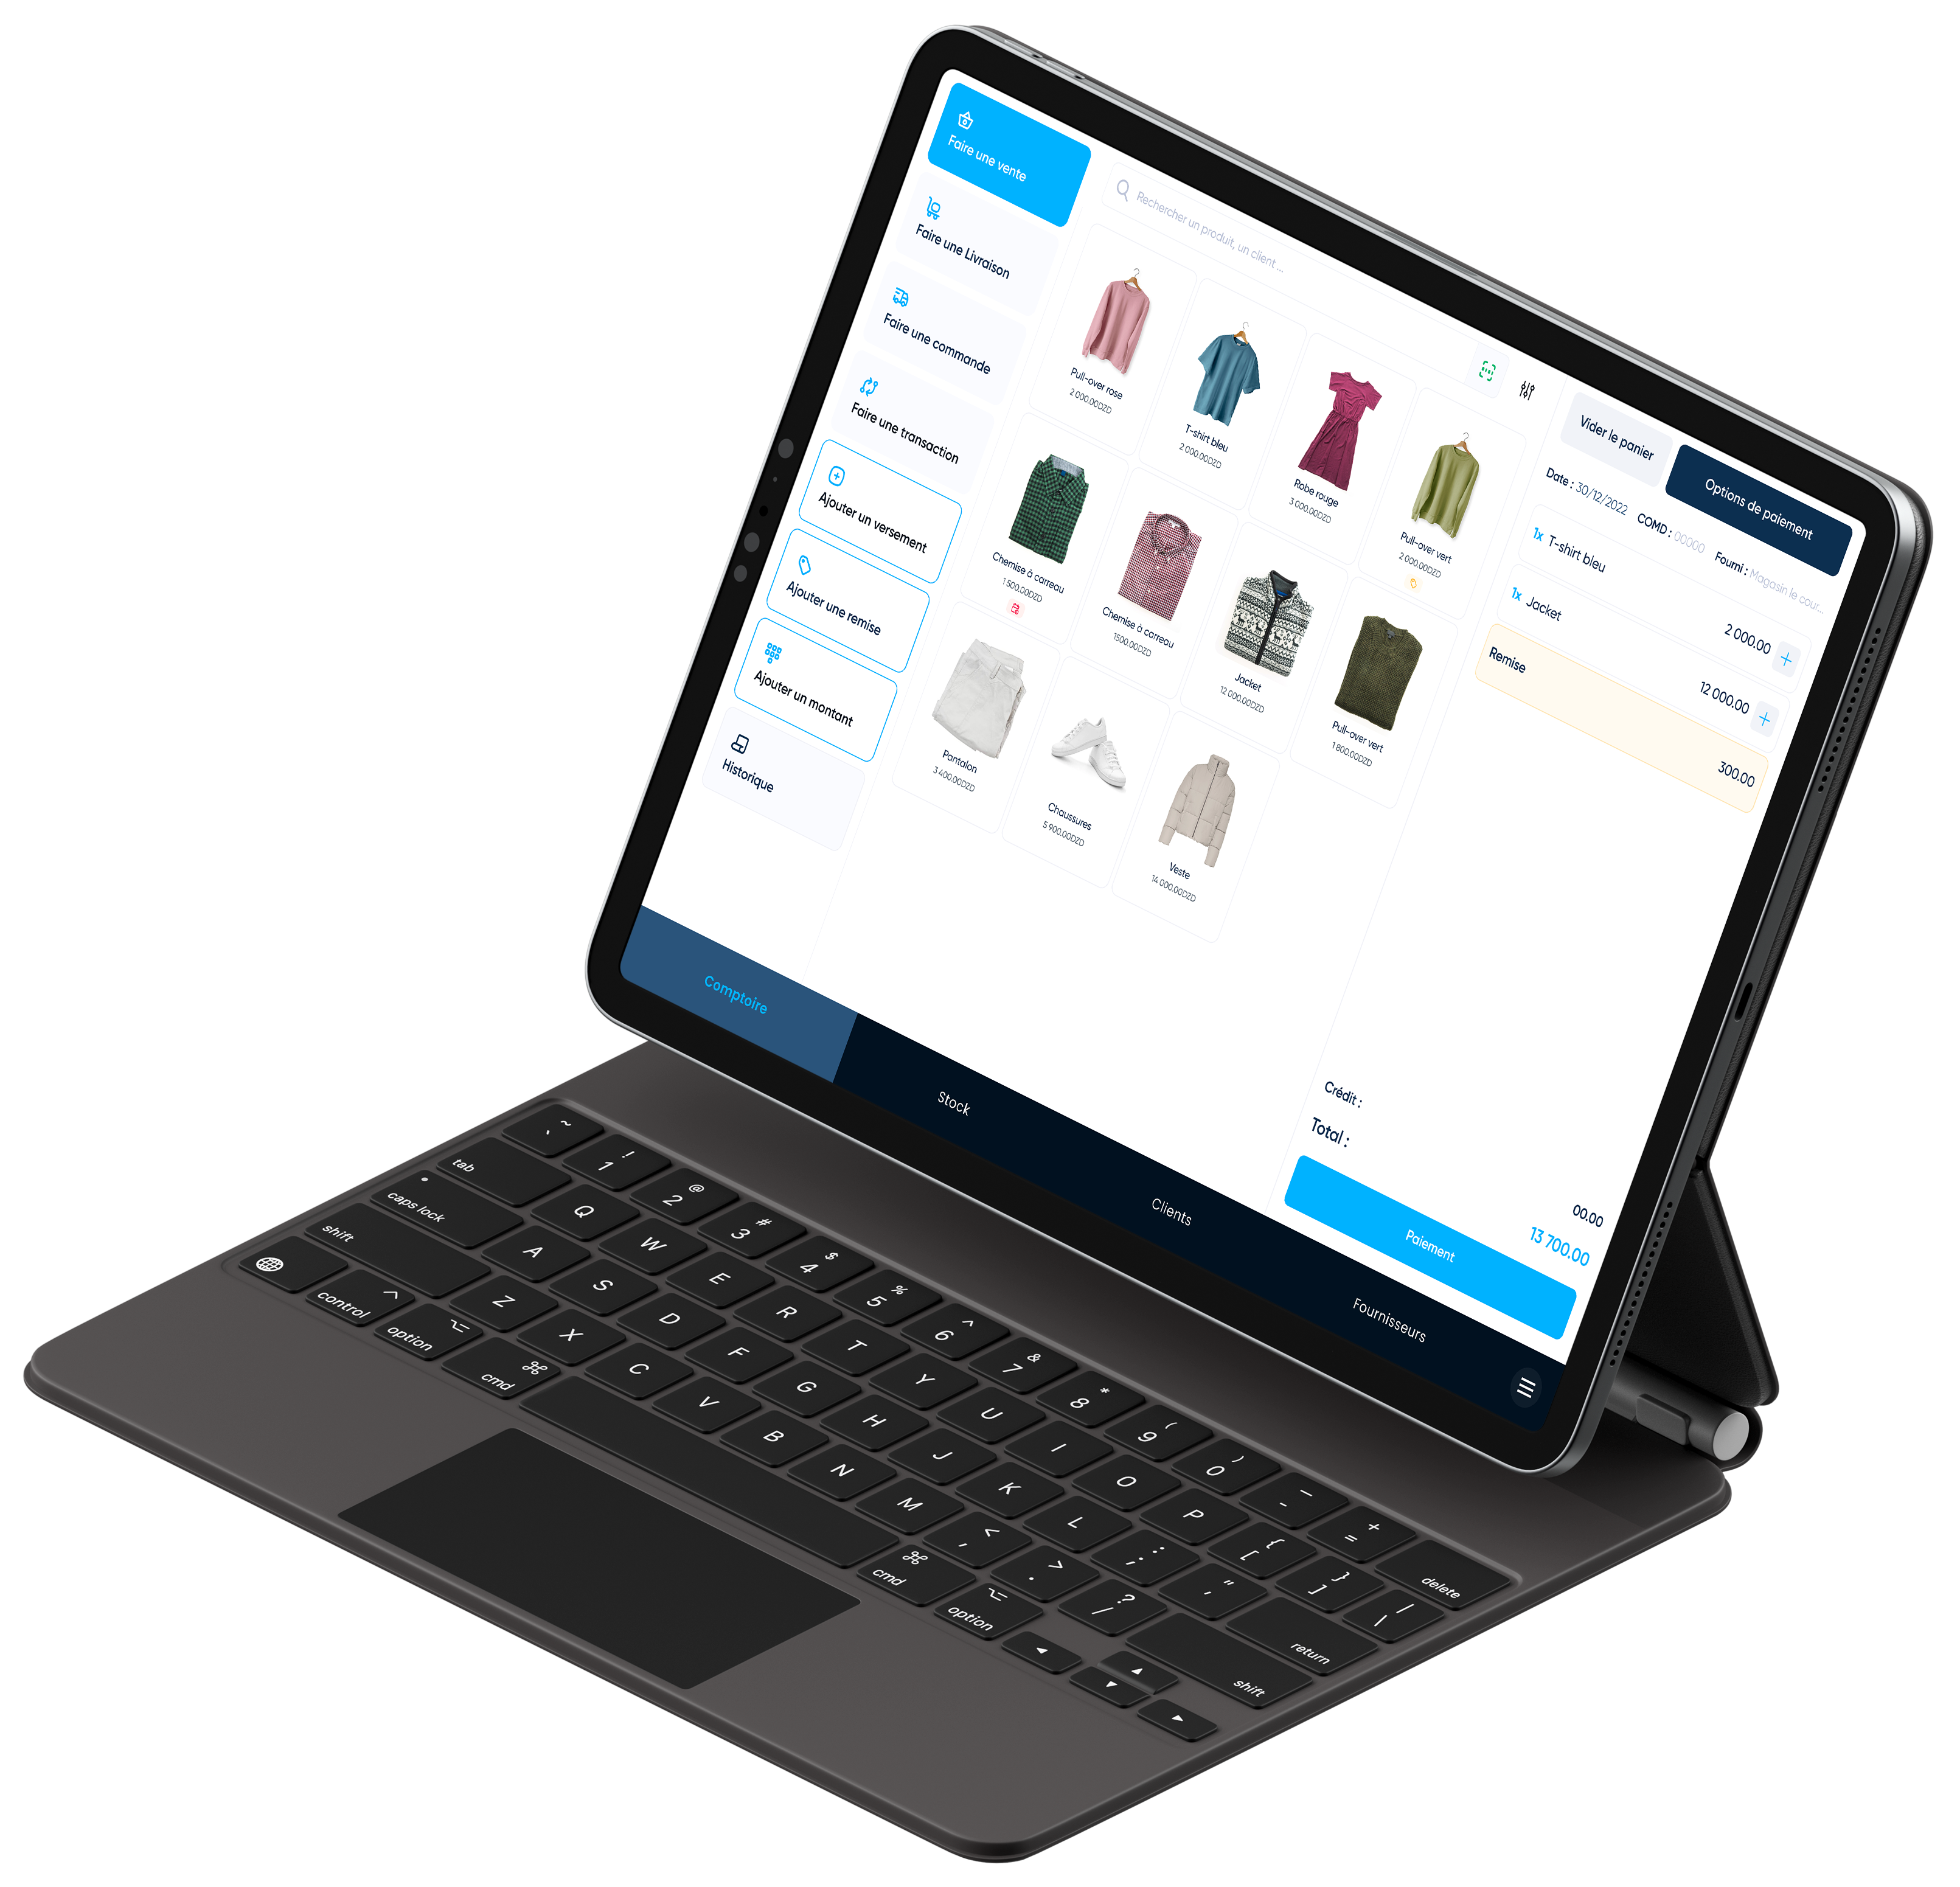 Faire une vente
Faire une Livraison
Faire une commande
Faire une transaction
Ajouter un versement
Ajouter une remise
Ajouter un montant
Historique
Rechercher un produit, un client ...
Pull-over rose
2 000.00DZD
T-shirt bleu
2 000.00DZD
Robe rouge
3 000.00DZD
Pull-over vert
2 000.00DZD
Chemise à carreau
1 500.00DZD
Chemise à carreau
1500.00DZD
Jacket
12 000.00DZD
Pull-over vert
1 800.00DZD
Pantalon
3 400.00DZD
Chaussures
5 900.00DZD
Veste
14 000.00DZD
Vider le panier
Options de paiement
Date : 30/12/2022 COMD : 00000 Fourni : Magasin le cour...
1x T-shirt bleu 2 000.00 +
1x Jacket 12 000.00 +
Remise 300.00
Crédit : 00.00
Total : 13 700.00
Paiement
Comptoire
Stock
Clients
Fournisseurs
` ~ ! 1 @ 2 # 3 $ 4 % 5 ^ 6 & 7 * 8 ( 9 ) 0 _ - + = delete
tab Q W E R T Y U I O P { [ } ] | \
caps lock A S D F G H J K L : ; " ' return
shift Z X C V B N M < , > . ? / shift
control option cmd cmd option